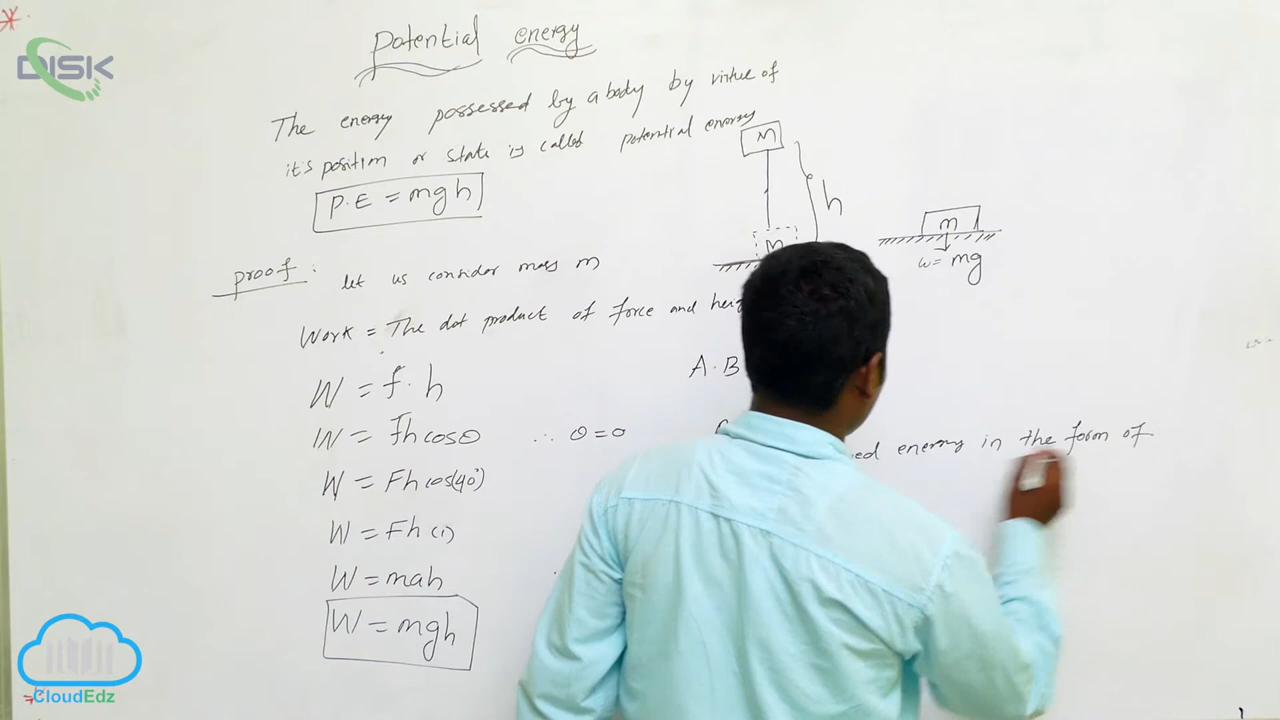 DISK
Potential energy
The energy possessed by a body by virtue of
it's position or state is called potential energy
P.E = mgh
m
h
m
m
w = mg
proof : let us consider mass m
Work = The dot product of force and
W = f . h
A . B
W = fh cosθ ∴ θ = 0
energy in the form of
W = Fh cos(40°)
W = Fh (1)
W = mah
W = mgh
CloudEdz